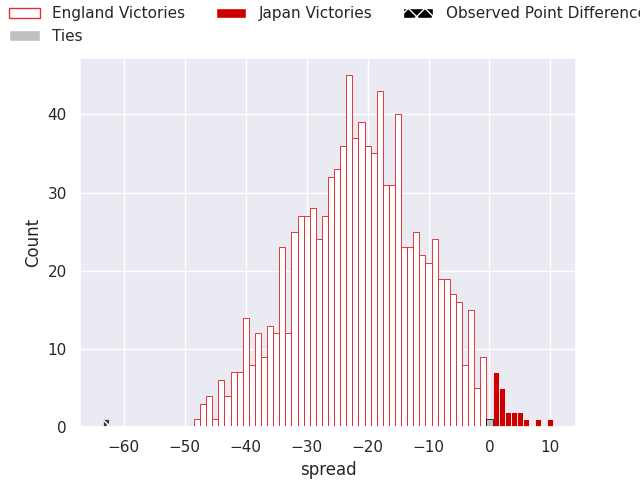 England Victories
Japan Victories
Observed Point Difference
Ties
Count
40
30
20
10
0
−60 −50 −40 −30 −20 −10 0 10
spread